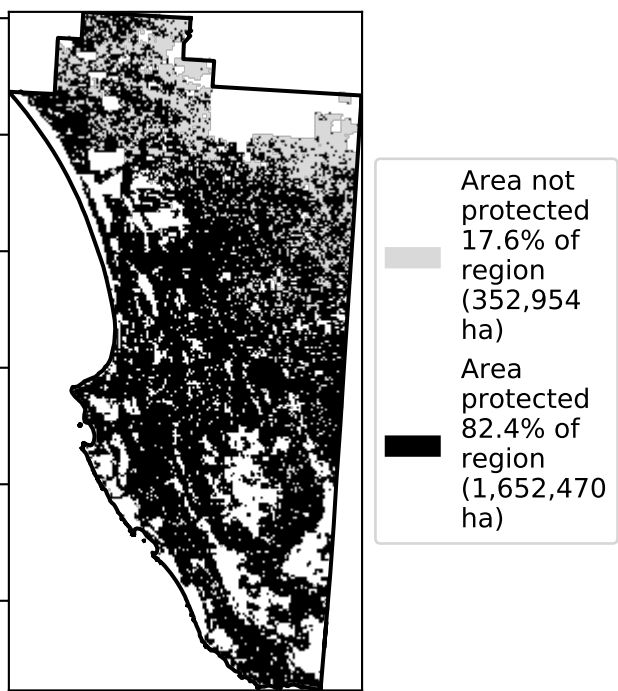 Area not
protected
17.6% of
region
(352,954
ha)
Area
protected
82.4% of
region
(1,652,470
ha)